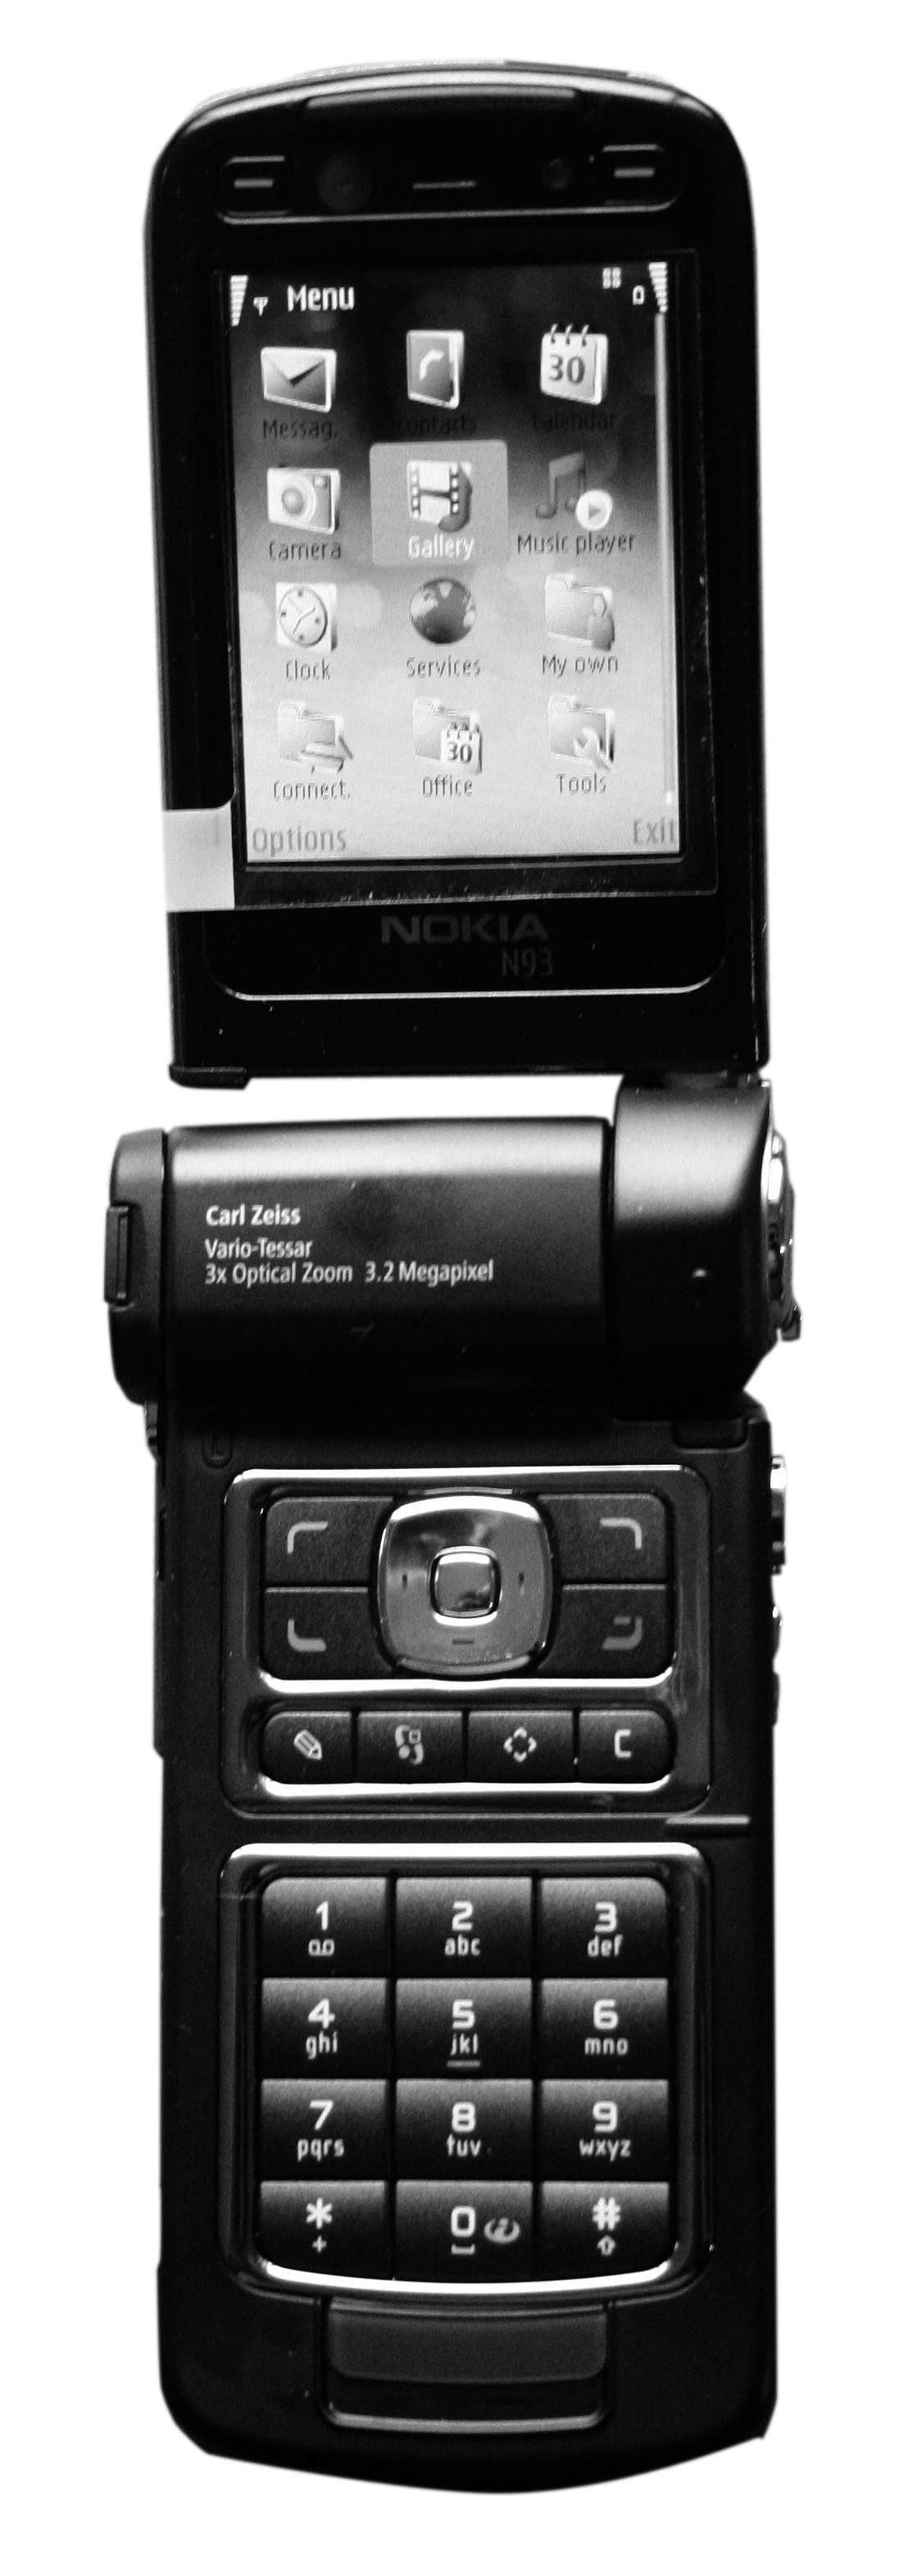 Menu
30
Messag. Contacts Calendar
Camera Gallery Music player
Clock Services My own
30
Connect. Office Tools
Options Exit
NOKIA
N93
Carl Zeiss
Vario-Tessar
3x Optical Zoom 3.2 Megapixel
C
1 2 3
abc def
4 5 6
ghi jkl mno
7 8 9
pqrs tuv wxyz
* 0 #
+